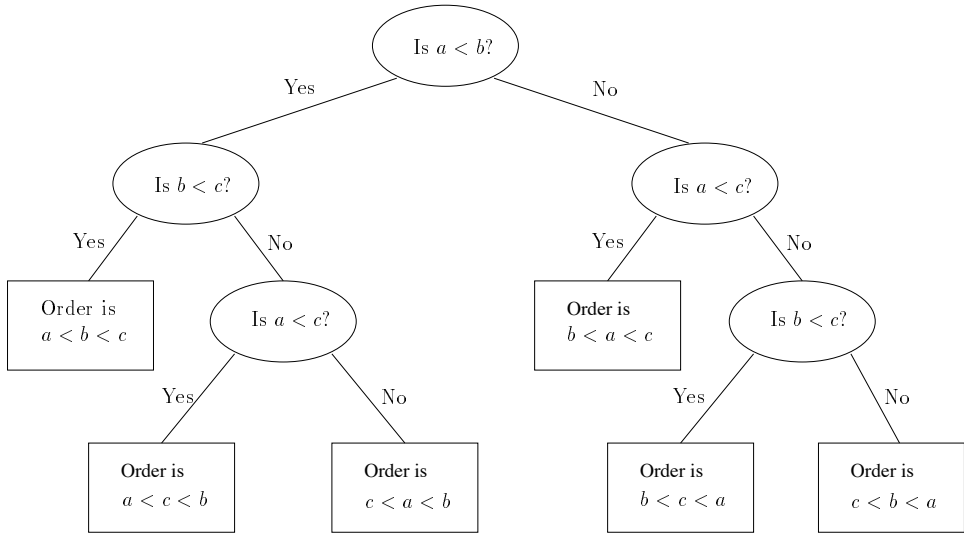 Is a < b?
Yes
No
Is b < c?
Is a < c?
Yes
No
Yes
No
Order is
a < b < c
Is a < c?
Order is
b < a < c
Is b < c?
Yes
No
Yes
No
Order is
a < c < b
Order is
c < a < b
Order is
b < c < a
Order is
c < b < a